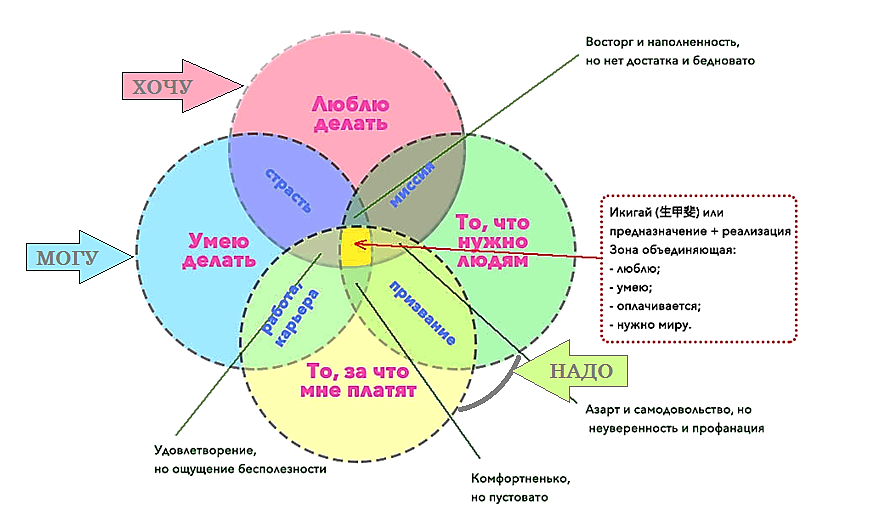 Восторг и наполненность,
но нет достатка и бедновато
ХОЧУ
Люблю
делать
страсть
миссия
То, что
нужно
людям
Умею
делать
МОГУ
Икигай (生甲斐) или
предназначение + реализация
Зона объединяющая:
- люблю;
- умею;
- оплачивается;
- нужно миру.
работа,
карьера
призвание
То, за что
мне платят
НАДО
Азарт и самодовольство, но
неуверенность и профанация
Удовлетворение,
но ощущение бесполезности
Комфортненько,
но пустовато